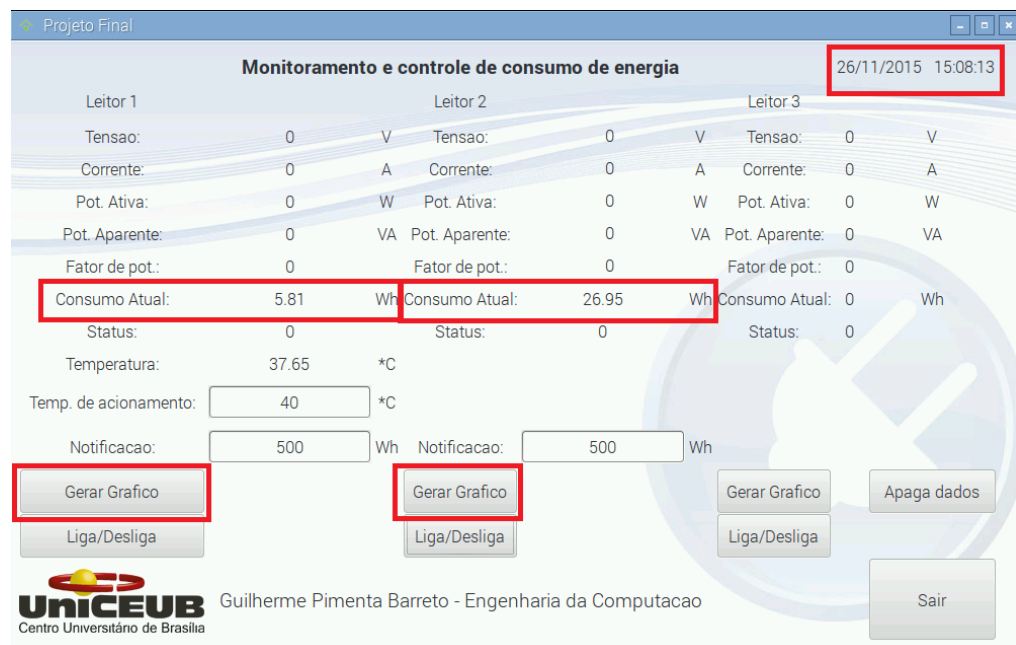 Projeto Final
Monitoramento e controle de consumo de energia 26/11/2015 15:08:13
Leitor 1 Leitor 2 Leitor 3
Tensao: 0 V Tensao: 0 V Tensao: 0 V
Corrente: 0 A Corrente: 0 A Corrente: 0 A
Pot. Ativa: 0 W Pot. Ativa: 0 W Pot. Ativa: 0 W
Pot. Aparente: 0 VA Pot. Aparente: 0 VA Pot. Aparente: 0 VA
Fator de pot.: 0 Fator de pot.: 0 Fator de pot.: 0
Consumo Atual: 5.81 Wh Consumo Atual: 26.95 Wh Consumo Atual: 0 Wh
Status: 0 Status: 0 Status: 0
Temperatura: 37.65 *C
Temp. de acionamento: 40 *C
Notificacao: 500 Wh Notificacao: 500 Wh
Gerar Grafico Gerar Grafico Gerar Grafico Apaga dados
Liga/Desliga Liga/Desliga Liga/Desliga
UniCEUB
Centro Universitário de Brasília
Guilherme Pimenta Barreto - Engenharia da Computacao
Sair